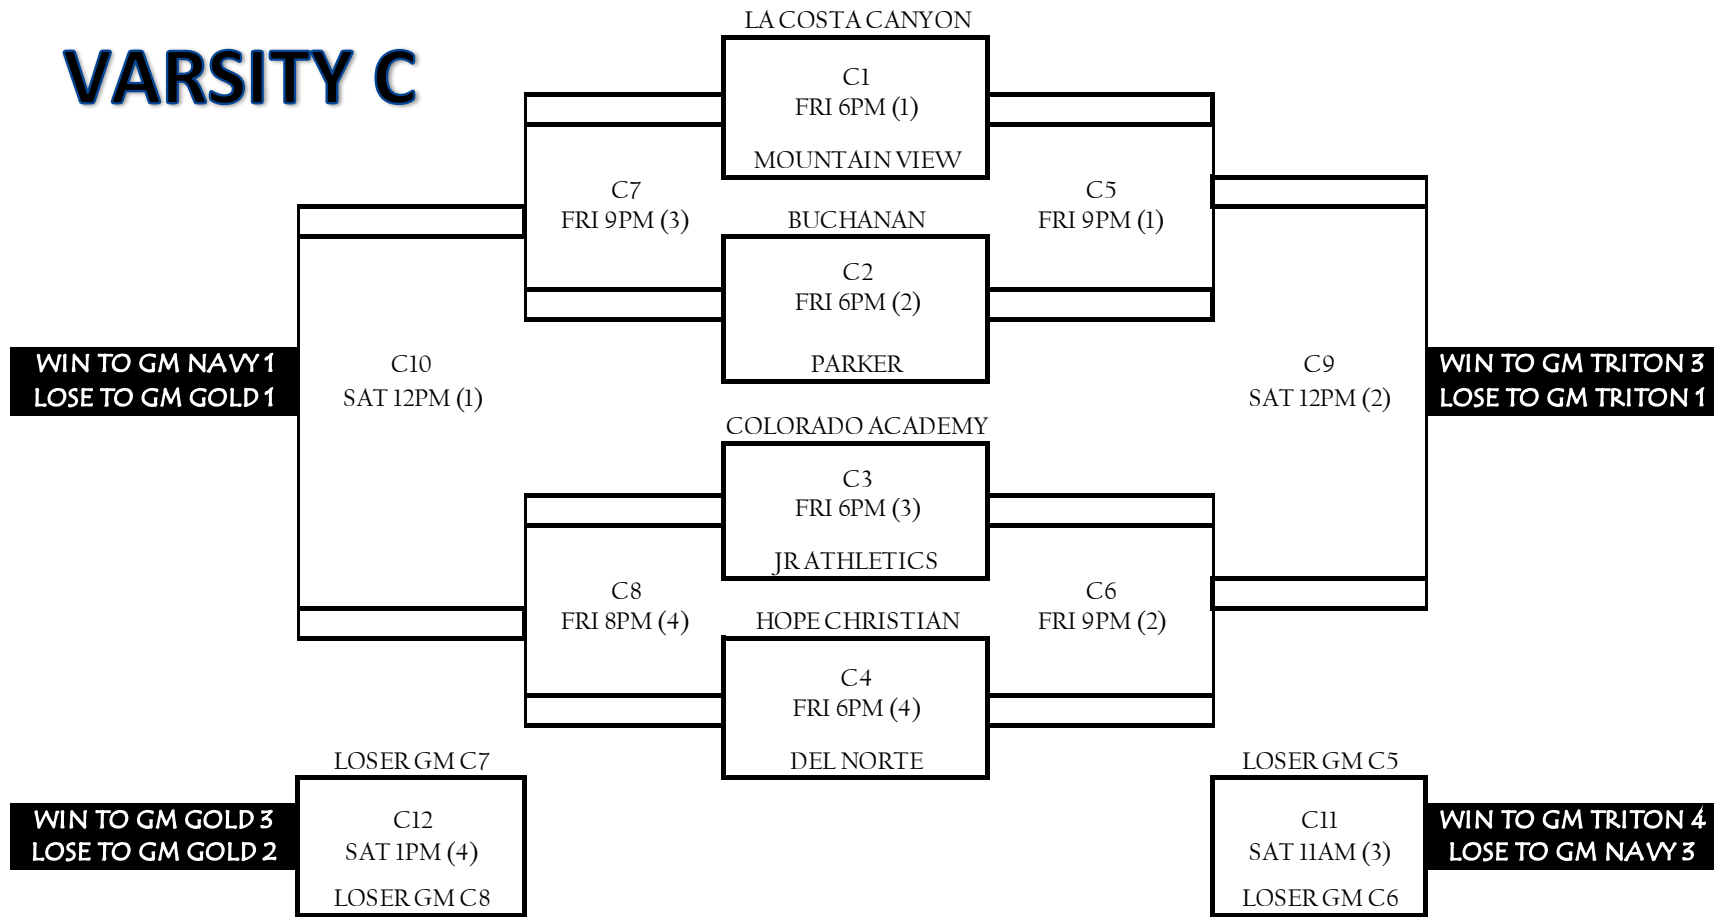 VARSITY C
LA COSTA CANYON
C1
FRI 6PM (1)
MOUNTAIN VIEW
C7
FRI 9PM (3)
C5
FRI 9PM (1)
BUCHANAN
C2
FRI 6PM (2)
PARKER
WIN TO GM NAVY 1
LOSE TO GM GOLD 1
C10
SAT 12PM (1)
C9
SAT 12PM (2)
WIN TO GM TRITON 3
LOSE TO GM TRITON 1
COLORADO ACADEMY
C3
FRI 6PM (3)
JR ATHLETICS
C8
FRI 8PM (4)
C6
FRI 9PM (2)
HOPE CHRISTIAN
C4
FRI 6PM (4)
DEL NORTE
LOSER GM C7
WIN TO GM GOLD 3
LOSE TO GM GOLD 2
C12
SAT 1PM (4)
LOSER GM C8
LOSER GM C5
C11
SAT 11AM (3)
LOSER GM C6
WIN TO GM TRITON 4
LOSE TO GM NAVY 3